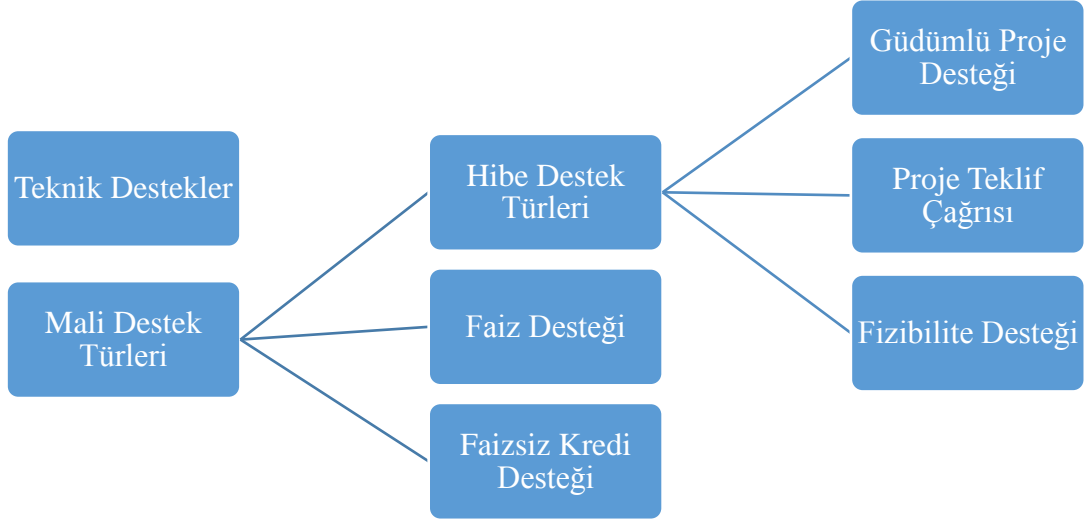 Teknik Destekler
Mali Destek
Türleri
Hibe Destek
Türleri
Faiz Desteği
Faizsiz Kredi
Desteği
Güdümlü Proje
Desteği
Proje Teklif
Çağrısı
Fizibilite Desteği